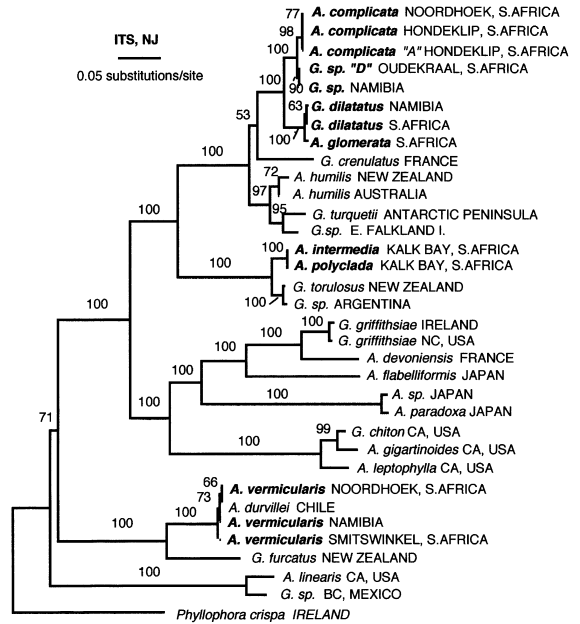 77 A. complicata NOORDHOEK, S.AFRICA
ITS, NJ
98 A. complicata HONDEKLIP, S.AFRICA
100 A. complicata "A" HONDEKLIP, S.AFRICA
0.05 substitutions/site
G. sp. "D" OUDEKRAAL, S.AFRICA
100 90 G. sp. NAMIBIA
63 G. dilatatus NAMIBIA
53 G. dilatatus S.AFRICA
100 A. glomerata S.AFRICA
100 G. crenulatus FRANCE
72 A. humilis NEW ZEALAND
97 A. humilis AUSTRALIA
95 G. turquetii ANTARCTIC PENINSULA
100 G.sp. E. FALKLAND I.
100 A. intermedia KALK BAY, S.AFRICA
100 A. polyclada KALK BAY, S.AFRICA
G. torulosus NEW ZEALAND
100 100 G. sp. ARGENTINA
100 G. griffithsiae IRELAND
100 G. griffithsiae NC, USA
100 A. devoniensis FRANCE
100 A. flabelliformis JAPAN
100 A. sp. JAPAN
A. paradoxa JAPAN
71 100 99 G. chiton CA, USA
100 A. gigartinoides CA, USA
A. leptophylla CA, USA
66 A. vermicularis NOORDHOEK, S.AFRICA
73 A. durvillei CHILE
100 100 A. vermicularis NAMIBIA
A. vermicularis SMITSWINKEL, S.AFRICA
G. furcatus NEW ZEALAND
100 A. linearis CA, USA
G. sp. BC, MEXICO
Phyllophora crispa IRELAND